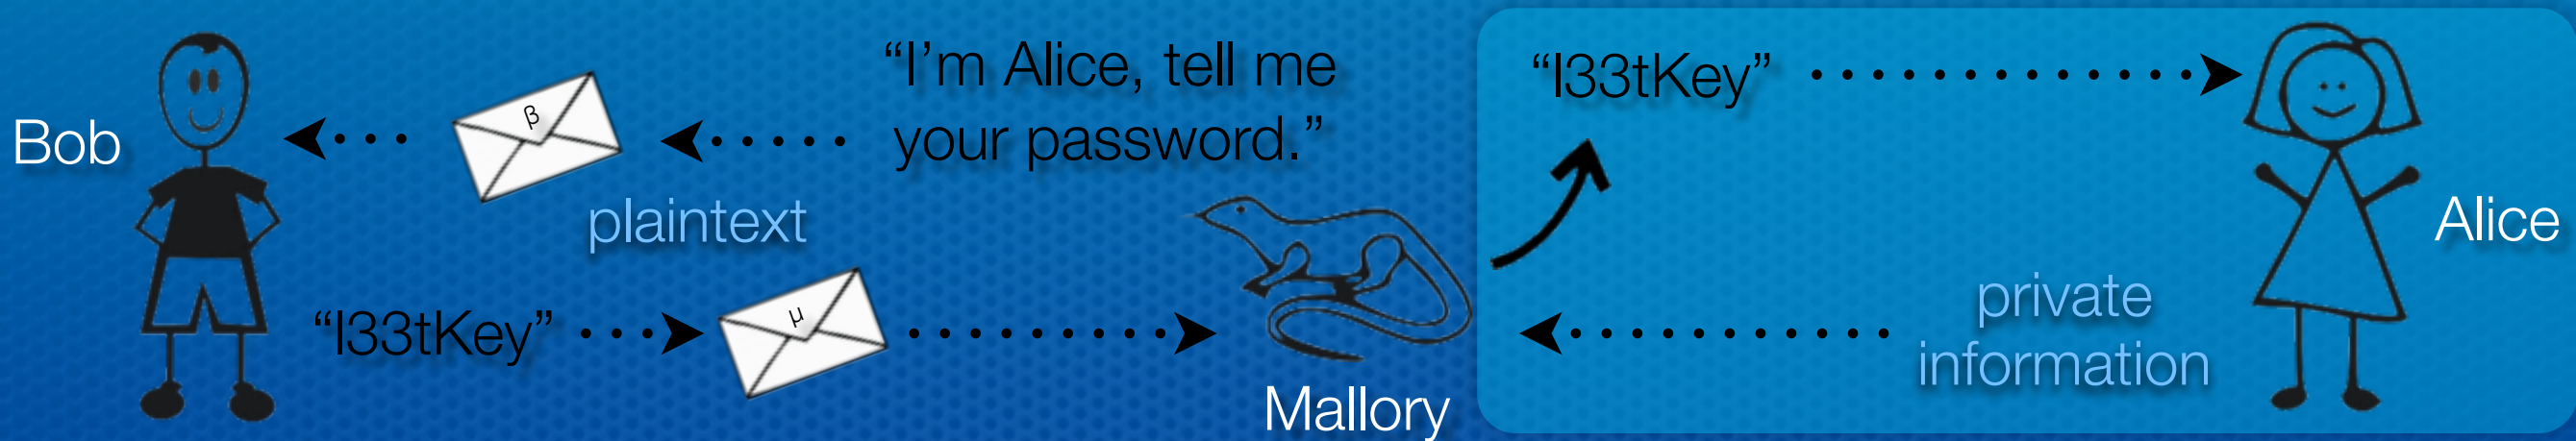 Bob
β
“I’m Alice, tell me
your password.”
plaintext
“l33tKey”
μ
Mallory
“l33tKey”
private
information
Alice